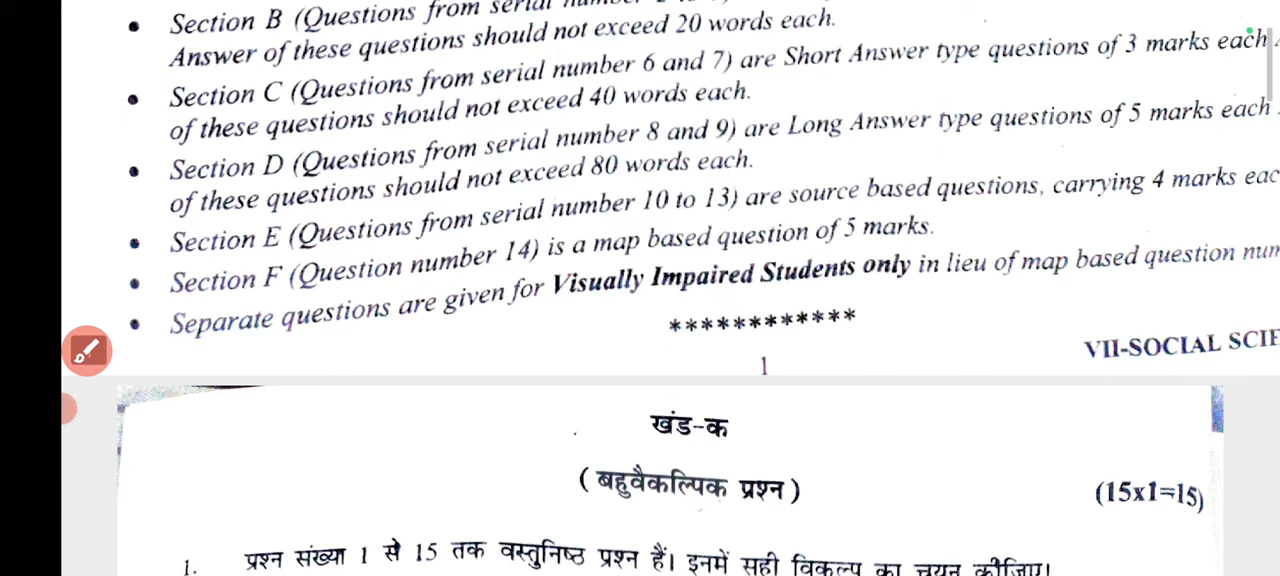 • Section B (Questions from serial number
Answer of these questions should not exceed 20 words each.
• Section C (Questions from serial number 6 and 7) are Short Answer type questions of 3 marks each
of these questions should not exceed 40 words each.
• Section D (Questions from serial number 8 and 9) are Long Answer type questions of 5 marks each
of these questions should not exceed 80 words each.
• Section E (Questions from serial number 10 to 13) are source based questions, carrying 4 marks eac
• Section F (Question number 14) is a map based question of 5 marks.
• Separate questions are given for Visually Impaired Students only in lieu of map based question num
************
1
VII-SOCIAL SCIE
खंड-क
(बहुवैकल्पिक प्रश्न)
(15x1=15)
1. प्रश्न संख्या 1 से 15 तक वस्तुनिष्ठ प्रश्न हैं। इनमें सही विकल्प का चयन कीजिए।